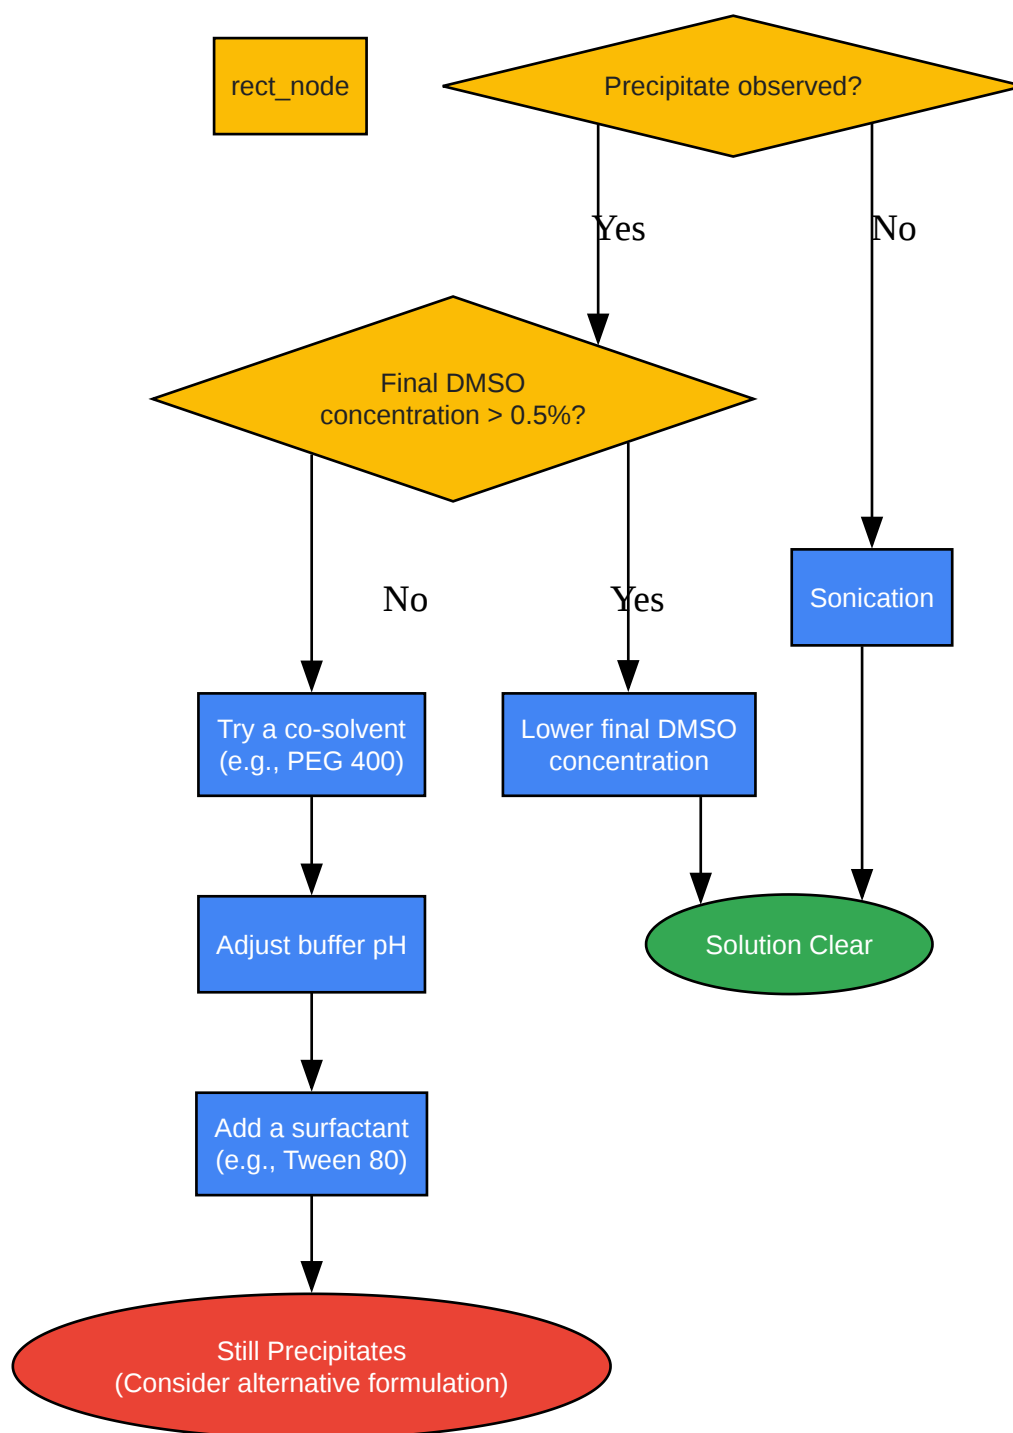 rect_node
Precipitate observed?
Yes
No
Final DMSO
concentration > 0.5%?
No
Yes
Sonication
Try a co-solvent
(e.g., PEG 400)
Lower final DMSO
concentration
Adjust buffer pH
Solution Clear
Add a surfactant
(e.g., Tween 80)
Still Precipitates
(Consider alternative formulation)